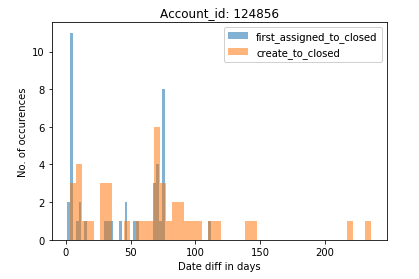 Account_id: 124856
first_assigned_to_closed
create_to_closed
No. of occurences
10
8
6
4
2
0
0
50
100
150
200
Date diff in days